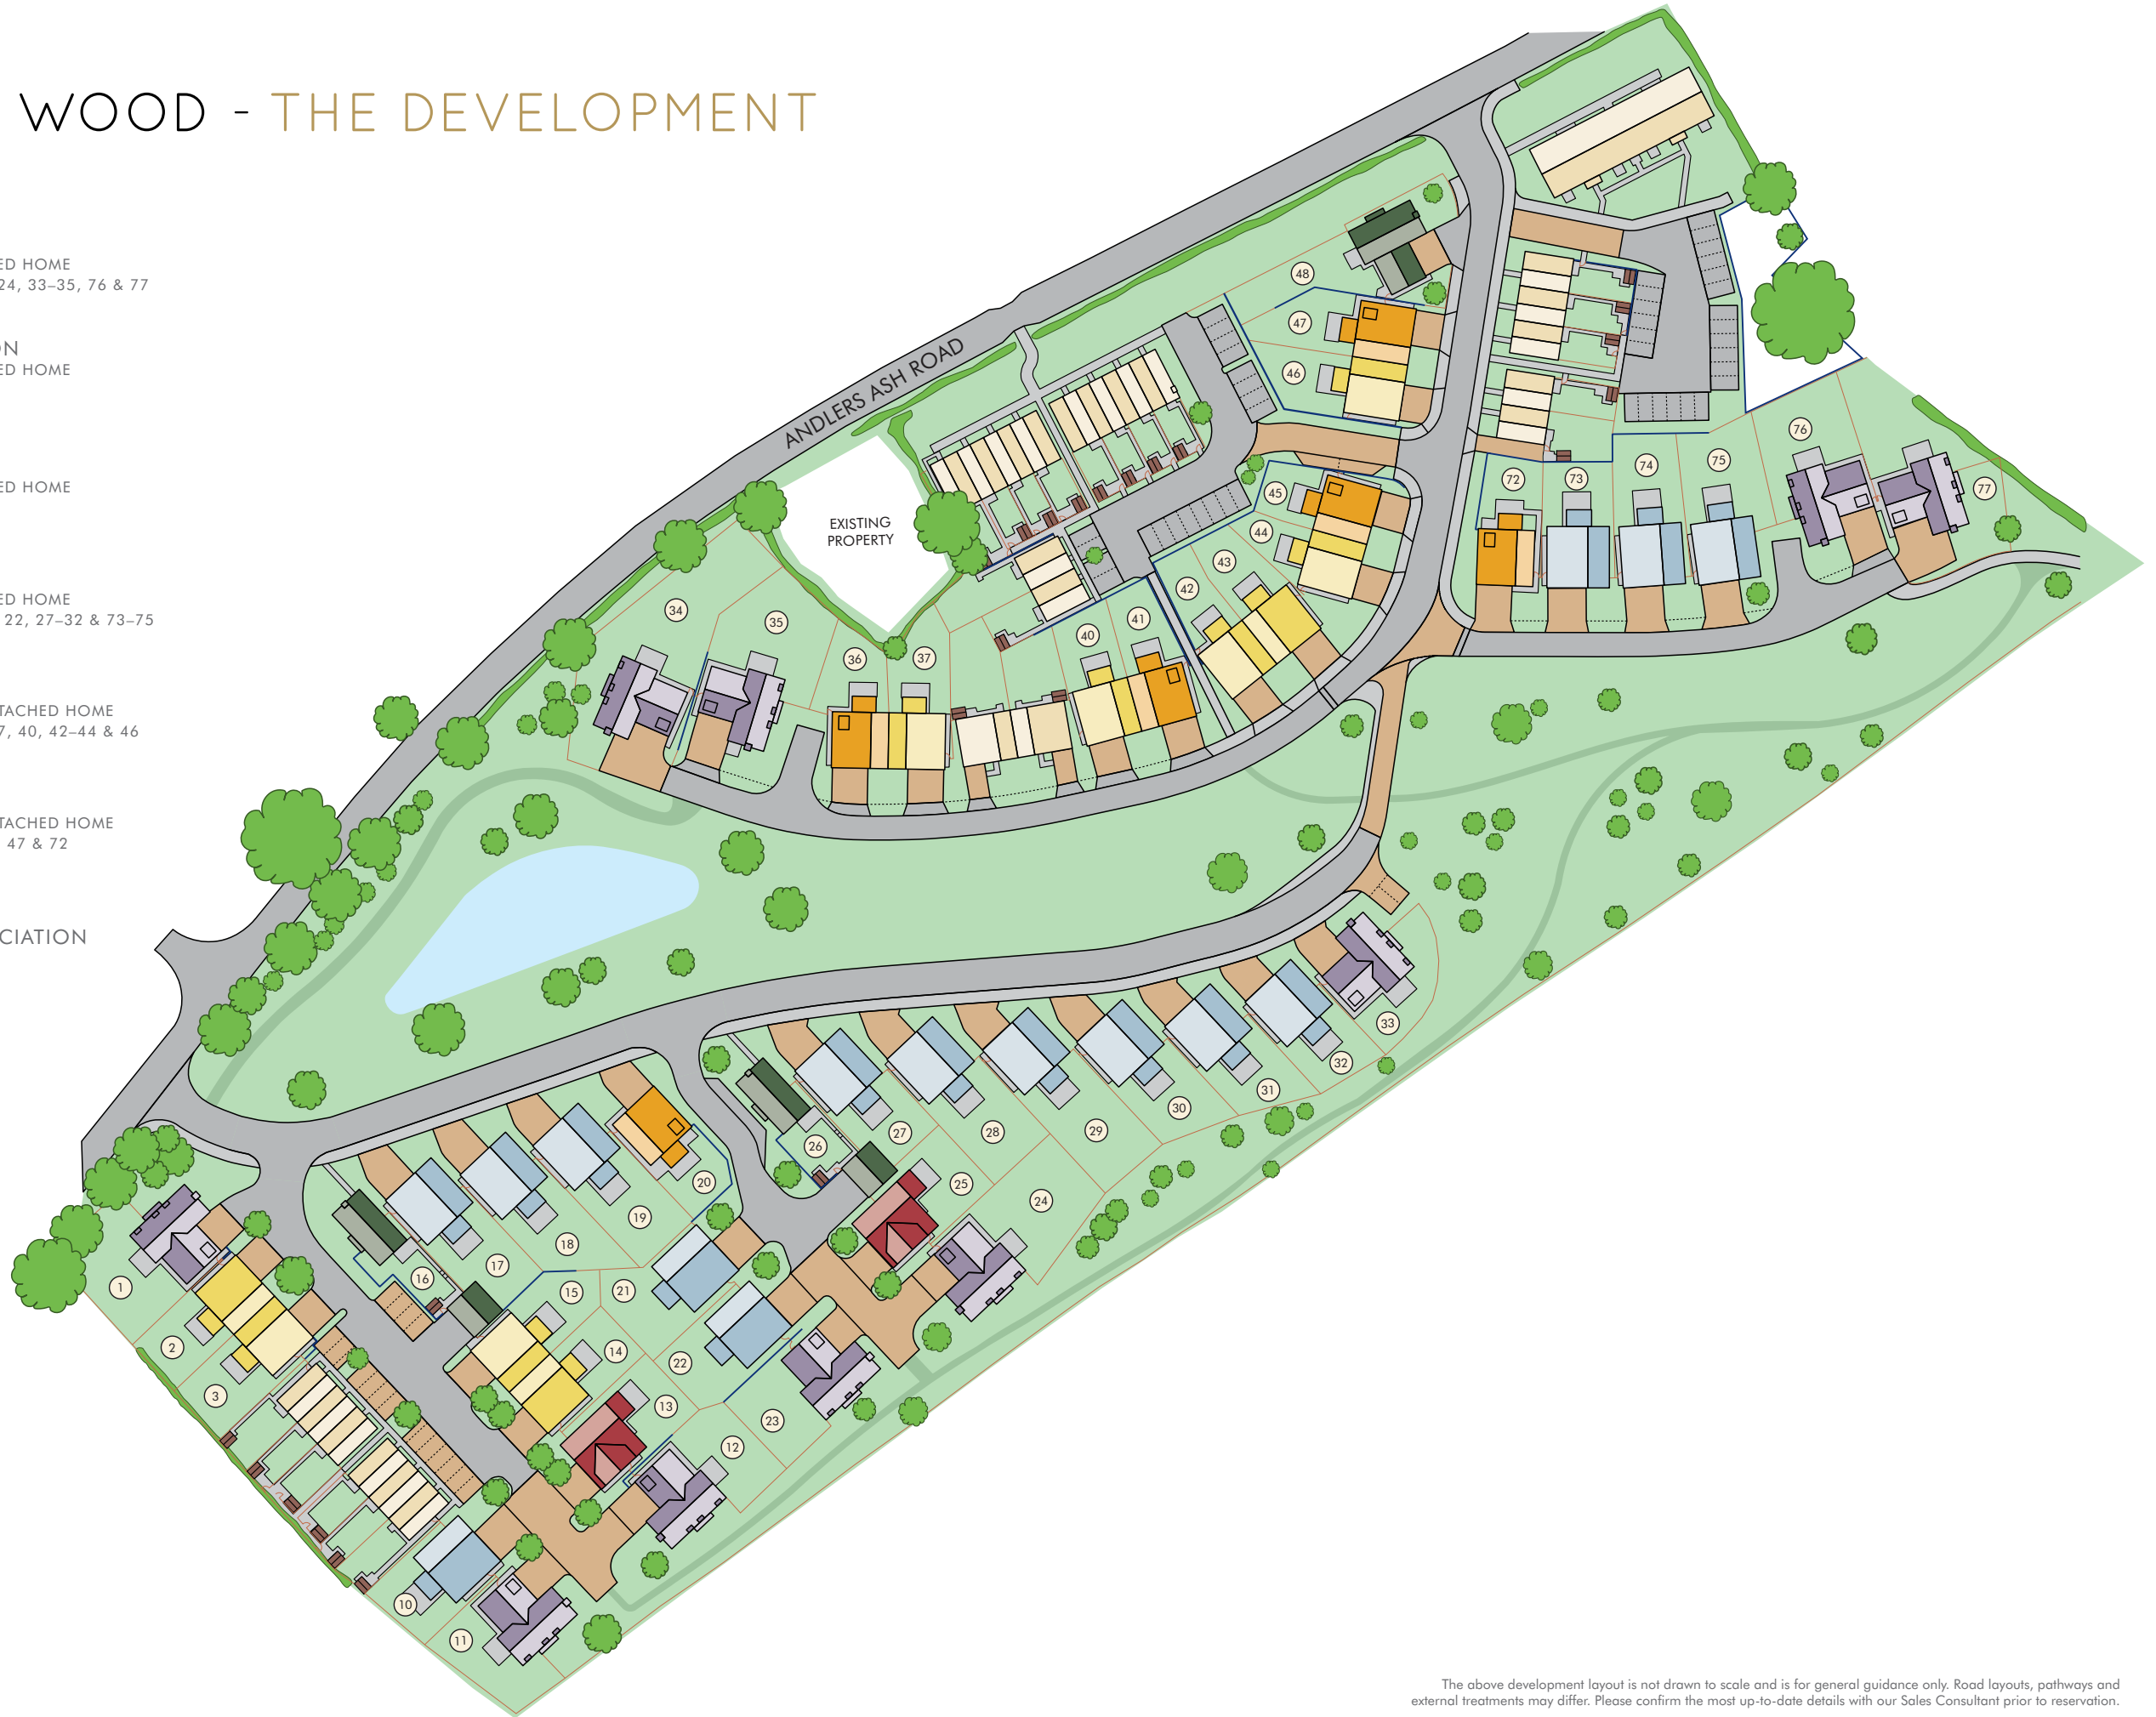 WOOD - THE DEVELOPMENT
ED HOME
24, 33–35, 76 & 77
ON
ED HOME
ED HOME
ED HOME
22, 27–32 & 73–75
TACHED HOME
7, 40, 42–44 & 46
TACHED HOME
47 & 72
CIATION
ANDLERS ASH ROAD
EXISTING
PROPERTY
48
47
46
45
44
43
42
41
40
34
35
36
37
72
73
74
75
76
77
33
32
31
30
29
28
27
26
25
24
20
19
18
17
16
15
21
14
22
13
23
12
1
2
3
10
11
The above development layout is not drawn to scale and is for general guidance only. Road layouts, pathways and
external treatments may differ. Please confirm the most up-to-date details with our Sales Consultant prior to reservation.